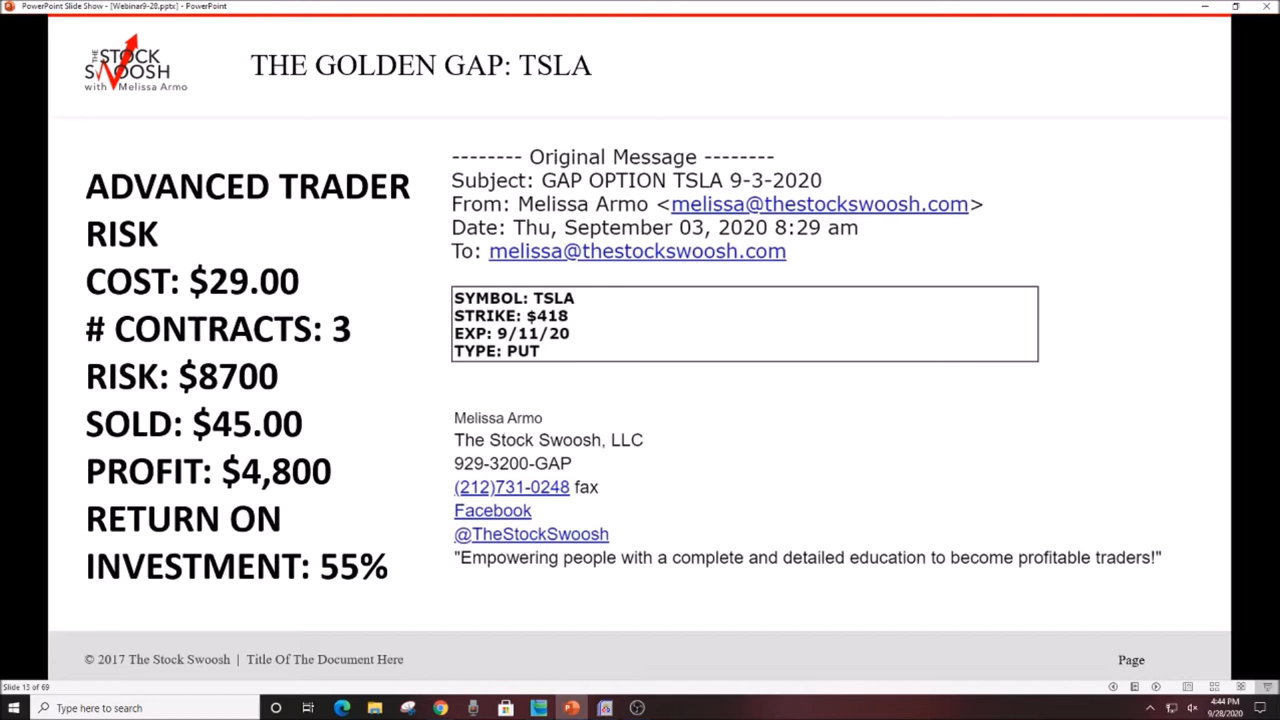 PowerPoint Slide Show - [Webinar9-28.pptx] - PowerPoint
THE STOCK
SWOOSH
with Melissa Armo
THE GOLDEN GAP: TSLA
ADVANCED TRADER
RISK
COST: $29.00
# CONTRACTS: 3
RISK: $8700
SOLD: $45.00
PROFIT: $4,800
RETURN ON
INVESTMENT: 55%
-------- Original Message --------
Subject: GAP OPTION TSLA 9-3-2020
From: Melissa Armo <melissa@thestockswoosh.com>
Date: Thu, September 03, 2020 8:29 am
To: melissa@thestockswoosh.com
SYMBOL: TSLA
STRIKE: $418
EXP: 9/11/20
TYPE: PUT
Melissa Armo
The Stock Swoosh, LLC
929-3200-GAP
(212)731-0248 fax
Facebook
@TheStockSwoosh
"Empowering people with a complete and detailed education to become profitable traders!"
© 2017 The Stock Swoosh | Title Of The Document Here
Page
Slide 13 of 69
Type here to search
4:44 PM
9/28/2020